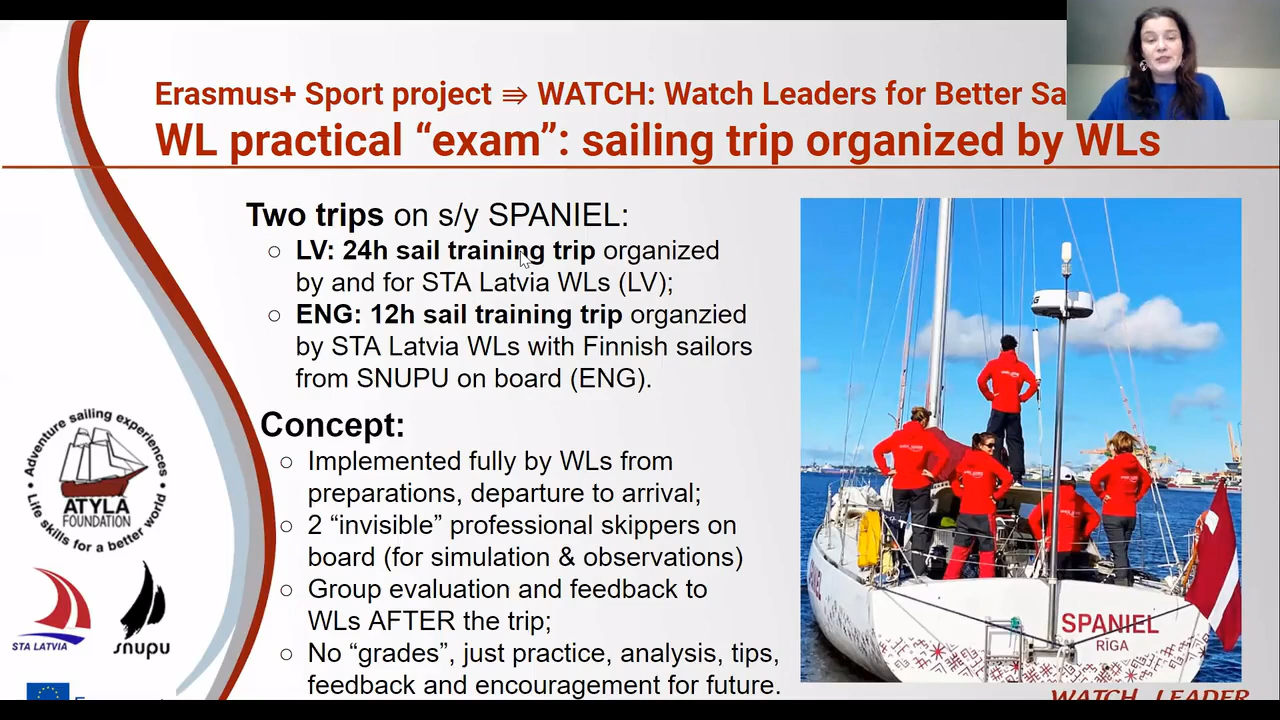 Erasmus+ Sport project ⇛ WATCH: Watch Leaders for Better Sa
WL practical “exam”: sailing trip organized by WLs
Two trips on s/y SPANIEL:
○ LV: 24h sail training trip organized
by and for STA Latvia WLs (LV);
○ ENG: 12h sail training trip organzied
by STA Latvia WLs with Finnish sailors
from SNUPU on board (ENG).
Concept:
○ Implemented fully by WLs from
preparations, departure to arrival;
○ 2 “invisible” professional skippers on
board (for simulation & observations)
○ Group evaluation and feedback to
WLs AFTER the trip;
○ No “grades”, just practice, analysis, tips,
feedback and encouragement for future.
Adventure sailing experiences
ATYLA
FOUNDATION
Life skills for a better world
STA LATVIA
snupu
SPANIEL
RĪGA
WATCH LEADER